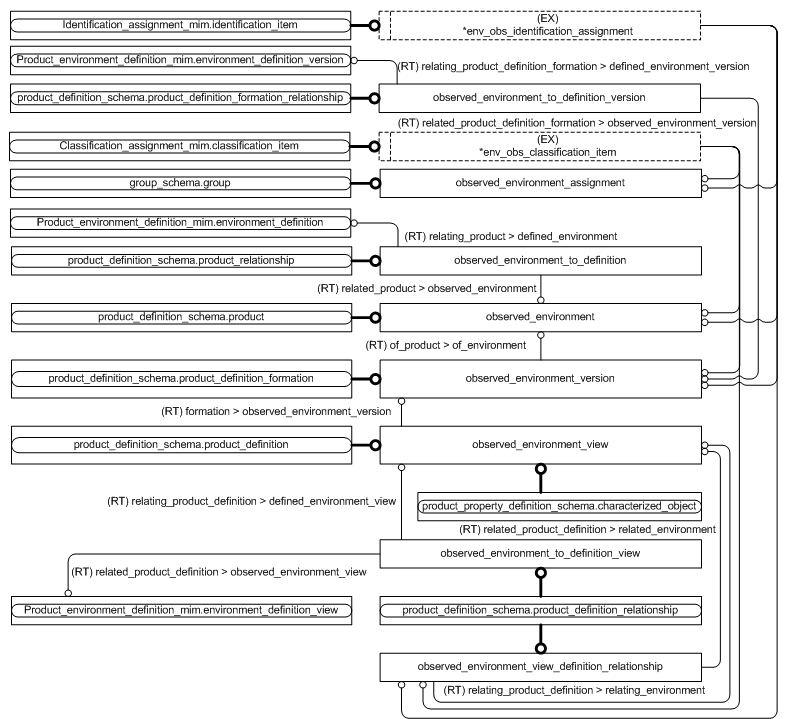 Identification_assignment_mim.identification_item
(EX)
*env_obs_identification_assignment
Product_environment_definition_mim.environment_definition_version
(RT) relating_product_definition_formation > defined_environment_version
product_definition_schema.product_definition_formation_relationship
observed_environment_to_definition_version
(RT) related_product_definition_formation > observed_environment_version
Classification_assignment_mim.classification_item
(EX)
*env_obs_classification_item
group_schema.group
observed_environment_assignment
Product_environment_definition_mim.environment_definition
(RT) relating_product > defined_environment
product_definition_schema.product_relationship
observed_environment_to_definition
(RT) related_product > observed_environment
product_definition_schema.product
observed_environment
(RT) of_product > of_environment
product_definition_schema.product_definition_formation
observed_environment_version
(RT) formation > observed_environment_version
product_definition_schema.product_definition
observed_environment_view
(RT) relating_product_definition > defined_environment_view
product_property_definition_schema.characterized_object
(RT) related_product_definition > related_environment
observed_environment_to_definition_view
(RT) related_product_definition > observed_environment_view
Product_environment_definition_mim.environment_definition_view
product_definition_schema.product_definition_relationship
observed_environment_view_definition_relationship
(RT) relating_product_definition > relating_environment